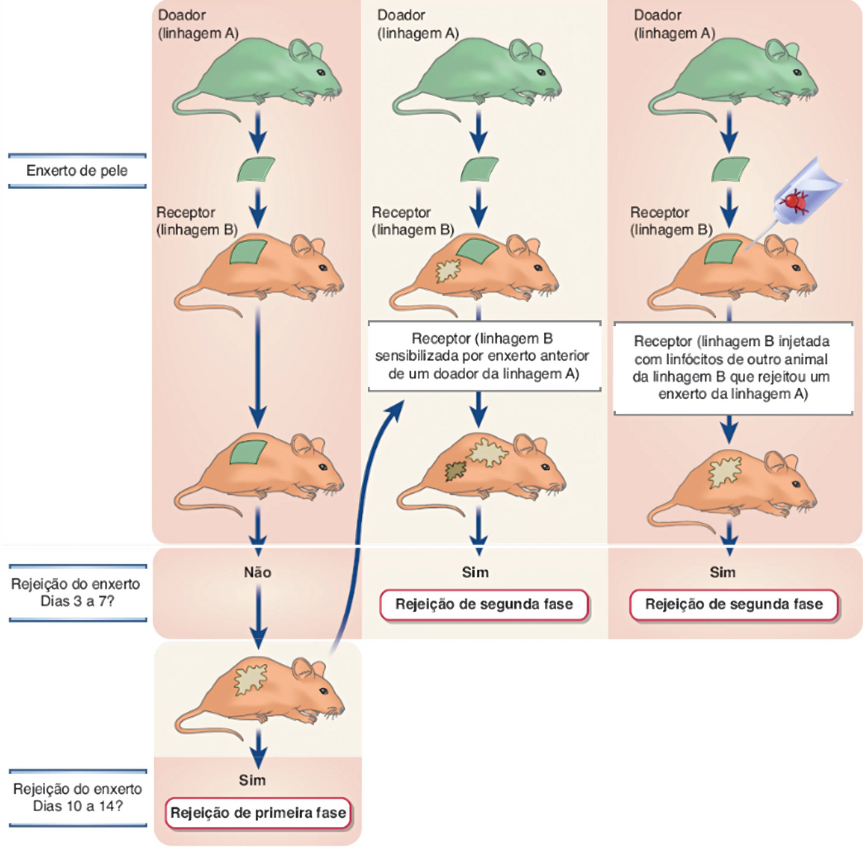 Doador
(linhagem A)
Doador
(linhagem A)
Doador
(linhagem A)
Enxerto de pele
Receptor
(linhagem B)
Receptor
(linhagem B)
Receptor
(linhagem B)
Receptor (linhagem B
sensibilizada por enxerto anterior
de um doador da linhagem A)
Receptor (linhagem B injetada
com linfócitos de outro animal
da linhagem B que rejeitou um
enxerto da linhagem A)
Rejeição do enxerto
Dias 3 a 7?
Não
Sim
Rejeição de segunda fase
Sim
Rejeição de segunda fase
Rejeição do enxerto
Dias 10 a 14?
Sim
Rejeição de primeira fase